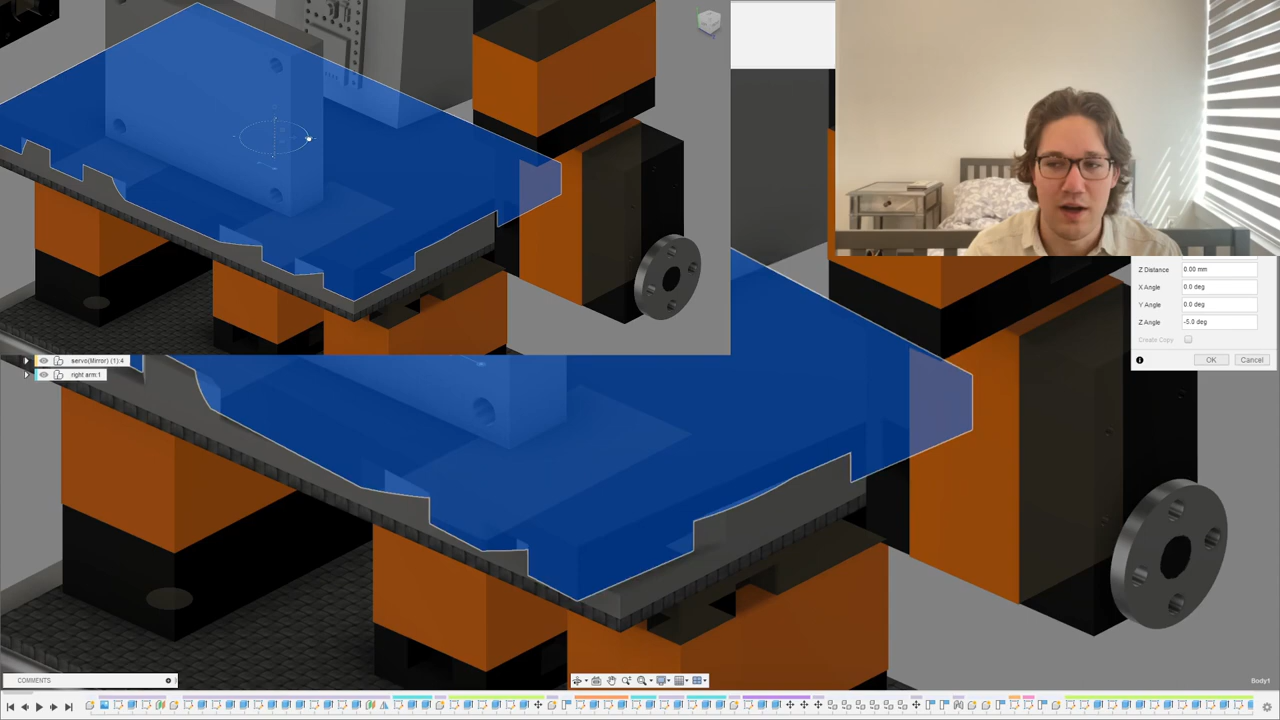 Z Distance 0.00 mm
X Angle 0.0 deg
Y Angle 0.0 deg
Z Angle -5.0 deg
Create Copy
OK Cancel
servo(Mirror) (1):4
right arm:1
COMMENTS
Body1